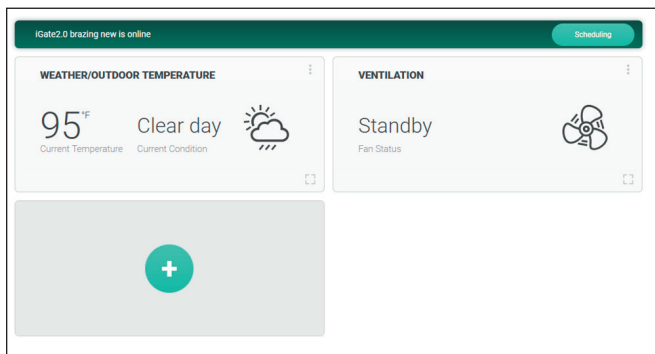 iGate2.0 brazing new is online
Scheduling
WEATHER/OUTDOOR TEMPERATURE
95°F
Clear day
Current Temperature
Current Condition
VENTILATION
Standby
Fan Status